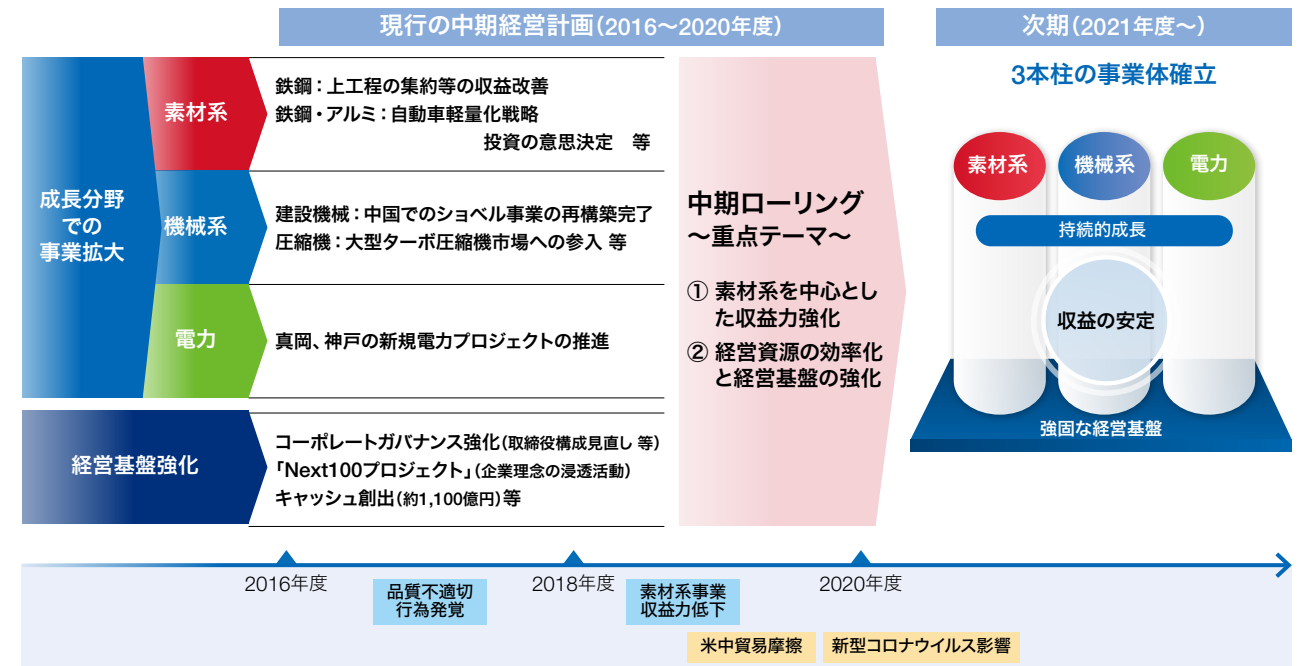 現行の中期経営計画(2016〜2020年度)
次期(2021年度〜)
成長分野
での
事業拡大
素材系
鉄鋼：上工程の集約等の収益改善
鉄鋼・アルミ：自動車軽量化戦略
投資の意思決定　等
機械系
建設機械：中国でのショベル事業の再構築完了
圧縮機：大型ターボ圧縮機市場への参入 等
電力
真岡、神戸の新規電力プロジェクトの推進
経営基盤強化
コーポレートガバナンス強化(取締役構成見直し 等)
「Next100プロジェクト」(企業理念の浸透活動)
キャッシュ創出(約1,100億円)等
中期ローリング
〜重点テーマ〜
① 素材系を中心とし
た収益力強化
② 経営資源の効率化
と経営基盤の強化
3本柱の事業体確立
素材系
機械系
電力
持続的成長
収益の安定
強固な経営基盤
2016年度
2018年度
2020年度
品質不適切
行為発覚
素材系事業
収益力低下
米中貿易摩擦
新型コロナウイルス影響